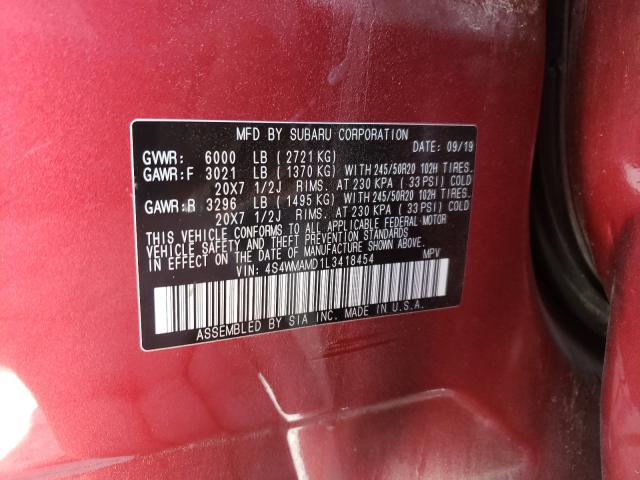 MFD BY SUBARU CORPORATION
DATE: 09/19
GVWR: 6000 LB (2721 KG)
GAWR:F 3021 LB (1370 KG) WITH 245/50R20 102H TIRES,
20X7 1/2J RIMS. AT 230 KPA (33 PSI) COLD
GAWR:R 3296 LB (1495 KG) WITH 245/50R20 102H TIRES,
20X7 1/2J RIMS. AT 230 KPA (33 PSI) COLD
THIS VEHICLE CONFORMS TO ALL APPLICABLE FEDERAL MOTOR
VEHICLE SAFETY AND THEFT PREVENTION STANDARDS
IN EFFECT ON THE DATE OF MANUFACTURE SHOWN ABOVE.
VIN: 4S4WMAMD1L3418454 MPV
ASSEMBLED BY SIA INC. MADE IN U.S.A.